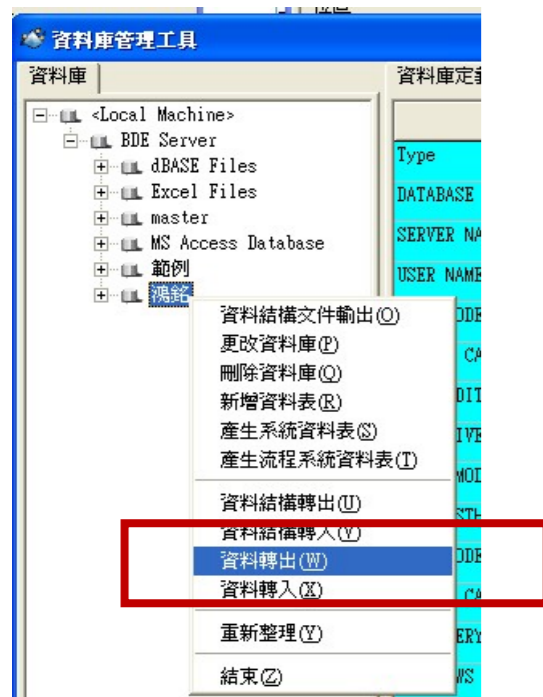 資料庫管理工具
資料庫
資料庫定義
<Local Machine>
BDE Server
dBASE Files
Excel Files
master
MS Access Database
範例
鴻銘
Type
DATABASE
SERVER NA
USER NAME
資料結構文件輸出(O)
更改資料庫(P)
刪除資料庫(Q)
新增資料表(R)
產生系統資料表(S)
產生流程系統資料表(T)
資料結構轉出(U)
資料結構轉入(V)
資料轉出(W)
資料轉入(X)
重新整理(Y)
結束(Z)